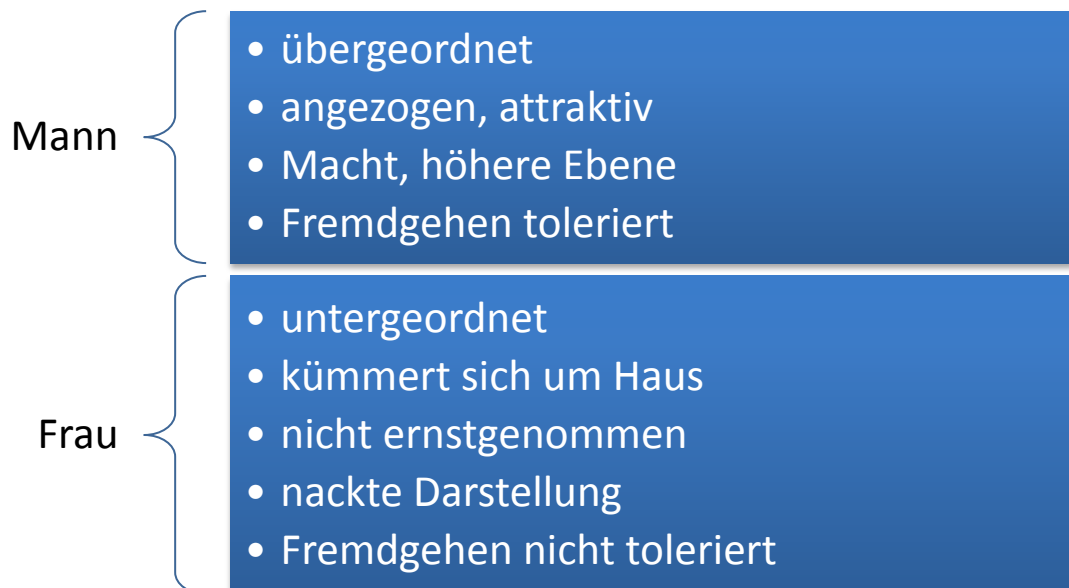 Mann
• übergeordnet
• angezogen, attraktiv
• Macht, höhere Ebene
• Fremdgehen toleriert
Frau
• untergeordnet
• kümmert sich um Haus
• nicht ernstgenommen
• nackte Darstellung
• Fremdgehen nicht toleriert